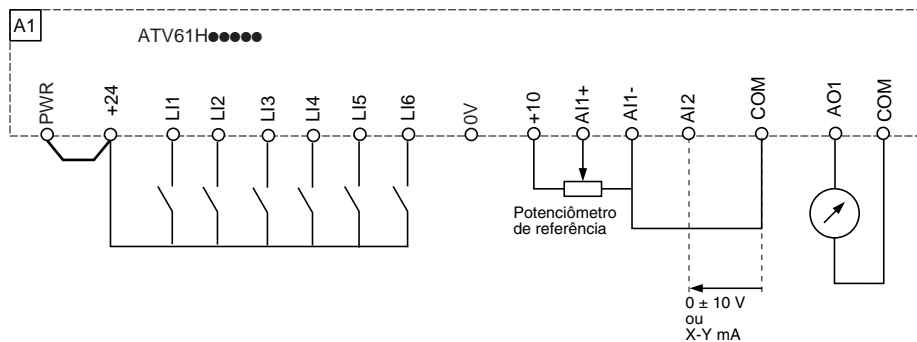 A1
ATV61H●●●●●
PWR
+24
LI1
LI2
LI3
LI4
LI5
LI6
0V
+10
AI1+
AI1-
AI2
COM
AO1
COM
Potenciômetro
de referência
0 ± 10 V
ou
X-Y mA